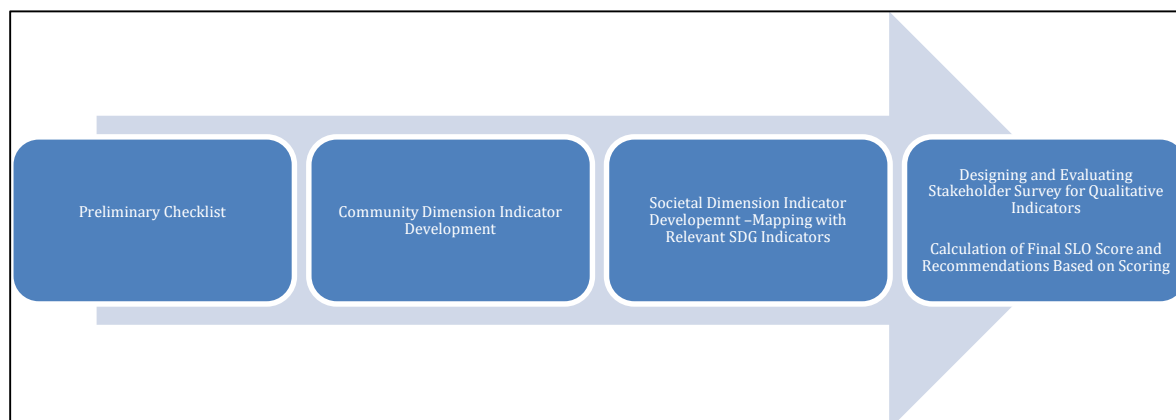 Preliminary Checklist
Community Dimension Indicator
Development
Societal Dimension Indicator
Developemnt –Mapping with
Relevant SDG Indicators
Designing and Evaluating
Stakeholder Survey for Qualitative
Indicators
Calculation of Final SLO Score and
Recommendations Based on Scoring